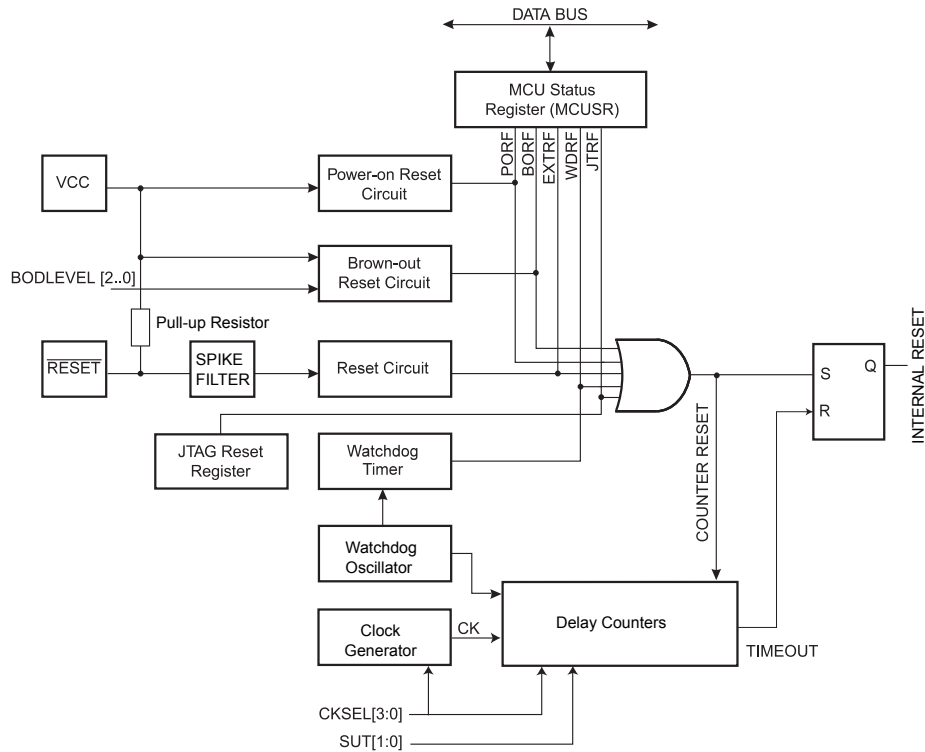 DATA BUS
MCU Status
Register (MCUSR)
PORF
BORF
EXTRF
WDRF
JTRF
VCC
Power-on Reset
Circuit
BODLEVEL [2..0]
Brown-out
Reset Circuit
Pull-up Resistor
RESET
SPIKE
FILTER
Reset Circuit
JTAG Reset
Register
Watchdog
Timer
Watchdog
Oscillator
Clock
Generator
CK
Delay Counters
CKSEL[3:0]
SUT[1:0]
COUNTER RESET
TIMEOUT
S
R
Q
INTERNAL RESET